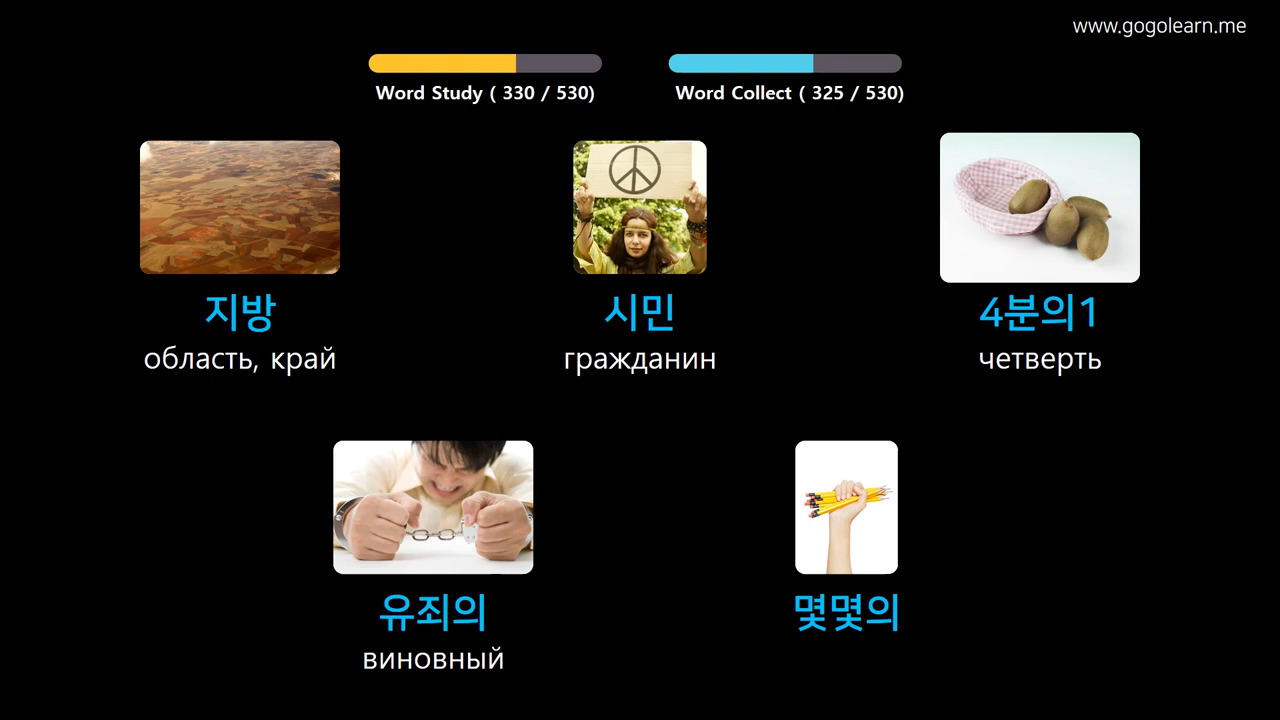 www.gogolearn.me
Word Study ( 330 / 530)
Word Collect ( 325 / 530)
지방
область, край
시민
гражданин
4분의1
четверть
유죄의
виновный
몇몇의